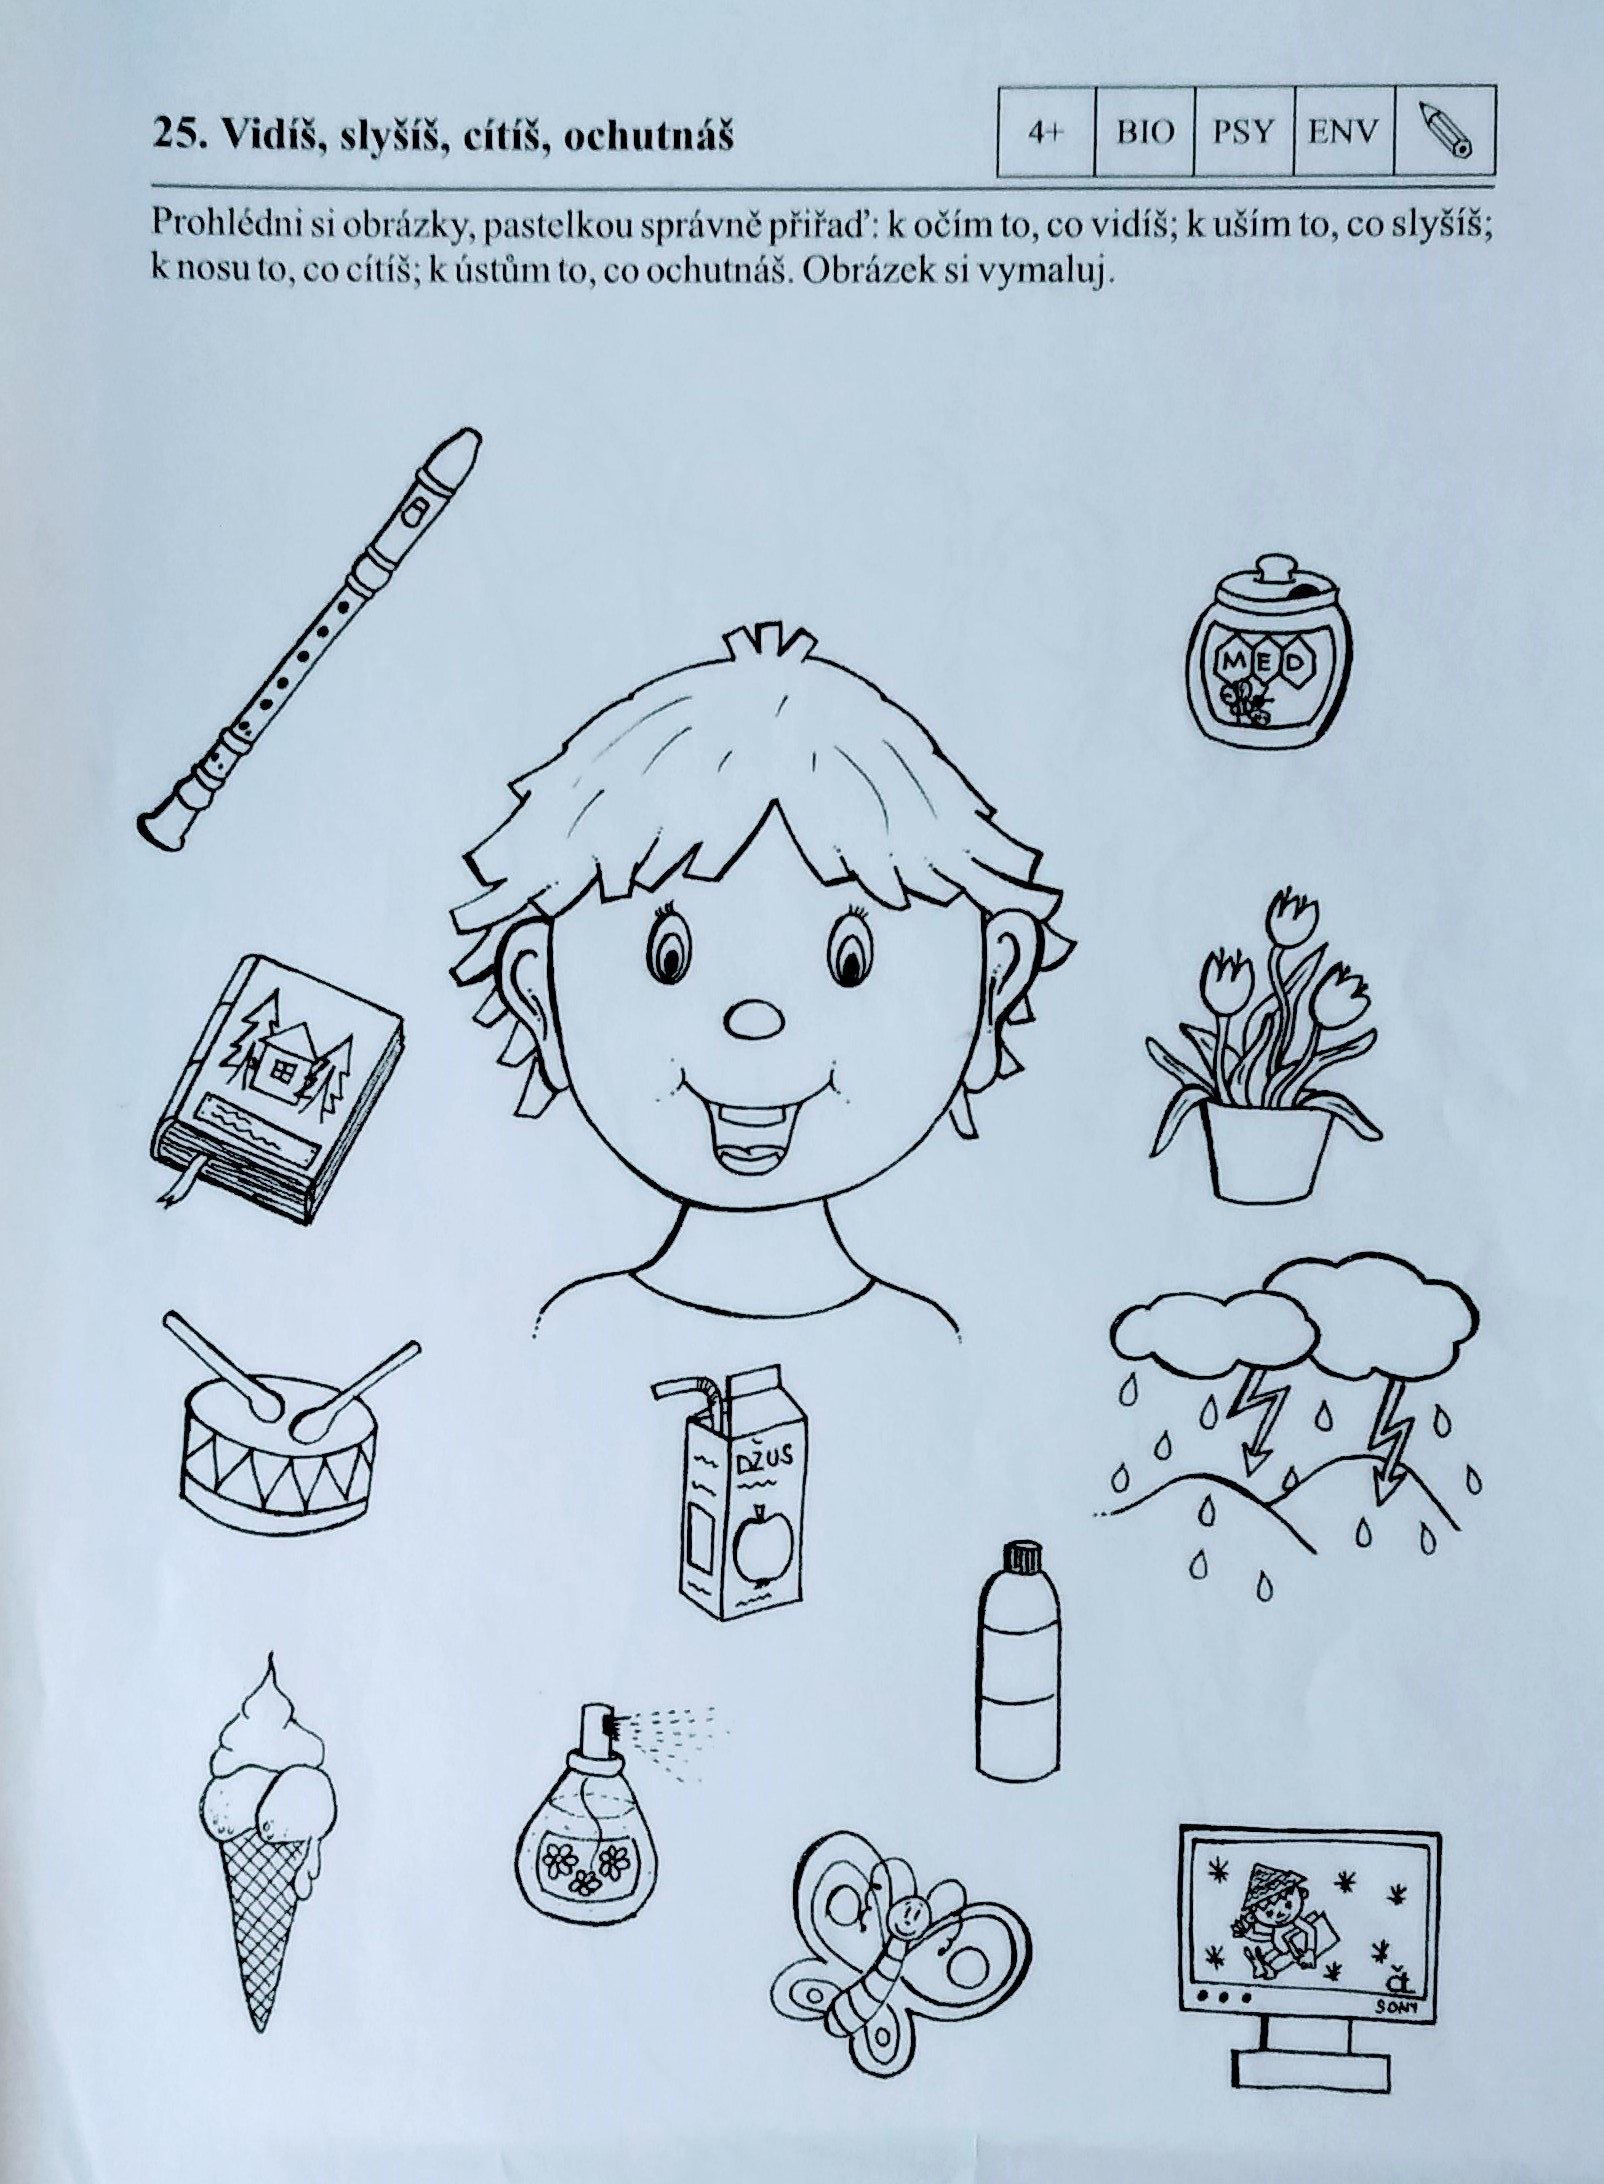 25. Vidíš, slyšíš, cítíš, ochutnáš
4+ BIO PSY ENV
Prohlédni si obrázky, pastelkou správně přiřaď: k očím to, co vidíš; k uším to, co slyšíš;
k nosu to, co cítíš; k ústům to, co ochutnáš. Obrázek si vymaluj.
MED
DŽUS
čt
SONY